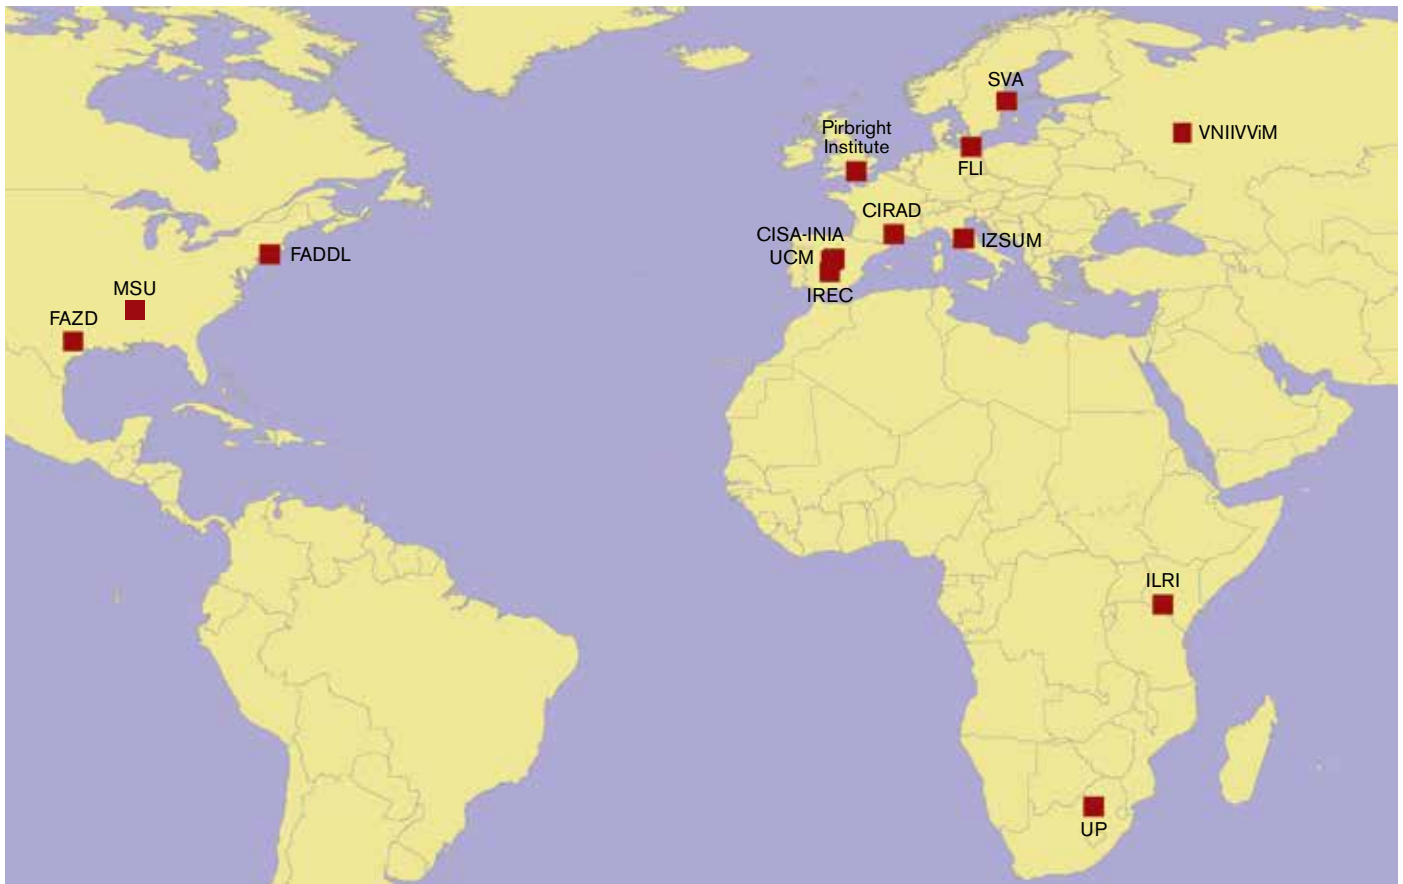 SVA
Pirbright
Institute
VNIIVViM
FLI
CIRAD
CISA-INIA
IZSUM
UCM
FADDL
IREC
MSU
FAZD
ILRI
UP